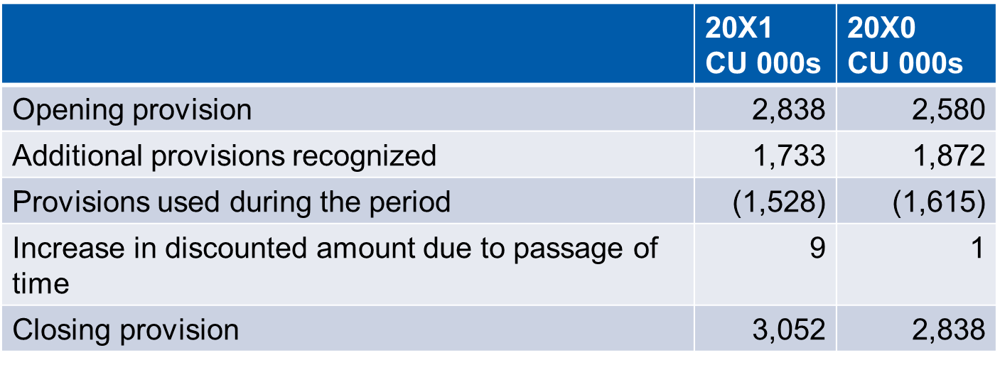 20X1 20X0
CU 000s CU 000s
Opening provision 2,838 2,580
Additional provisions recognized 1,733 1,872
Provisions used during the period (1,528) (1,615)
Increase in discounted amount due to passage of 9 1
time
Closing provision 3,052 2,838